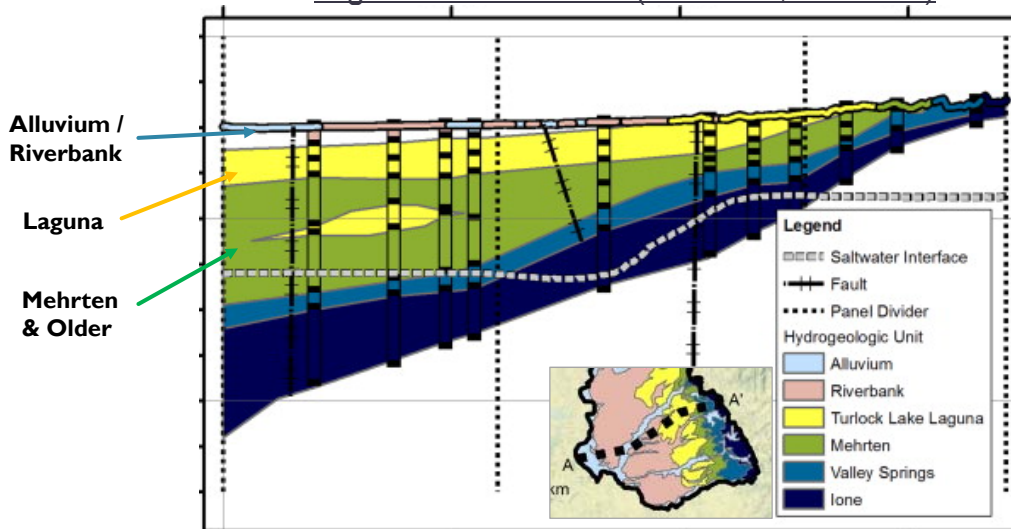 Alluvium /
Riverbank
Laguna
Mehrten
& Older
Legend
Saltwater Interface
Fault
Panel Divider
Hydrogeologic Unit
Alluvium
Riverbank
Turlock Lake Laguna
Mehrten
Valley Springs
Ione
A
A'
km